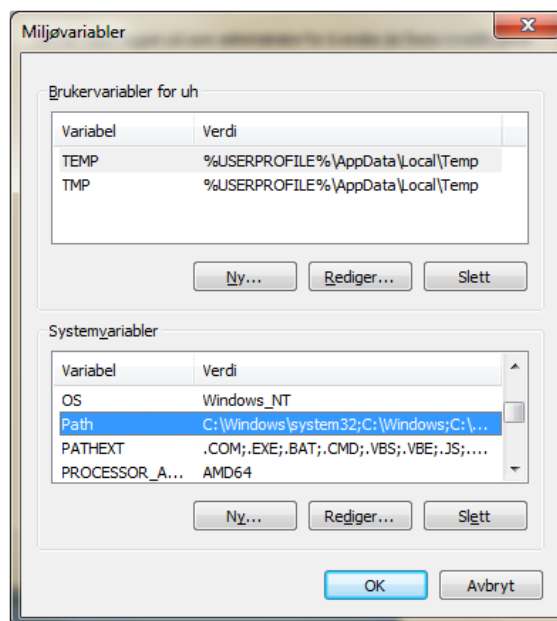 Miljøvariabler
Brukervariabler for uh
Variabel Verdi
TEMP %USERPROFILE%\AppData\Local\Temp
TMP %USERPROFILE%\AppData\Local\Temp
Ny... Rediger... Slett
Systemvariabler
Variabel Verdi
OS Windows_NT
Path C:\Windows\system32;C:\Windows;C:\...
PATHEXT .COM;.EXE;.BAT;.CMD;.VBS;.VBE;.JS;....
PROCESSOR_A... AMD64
Ny... Rediger... Slett
OK Avbryt